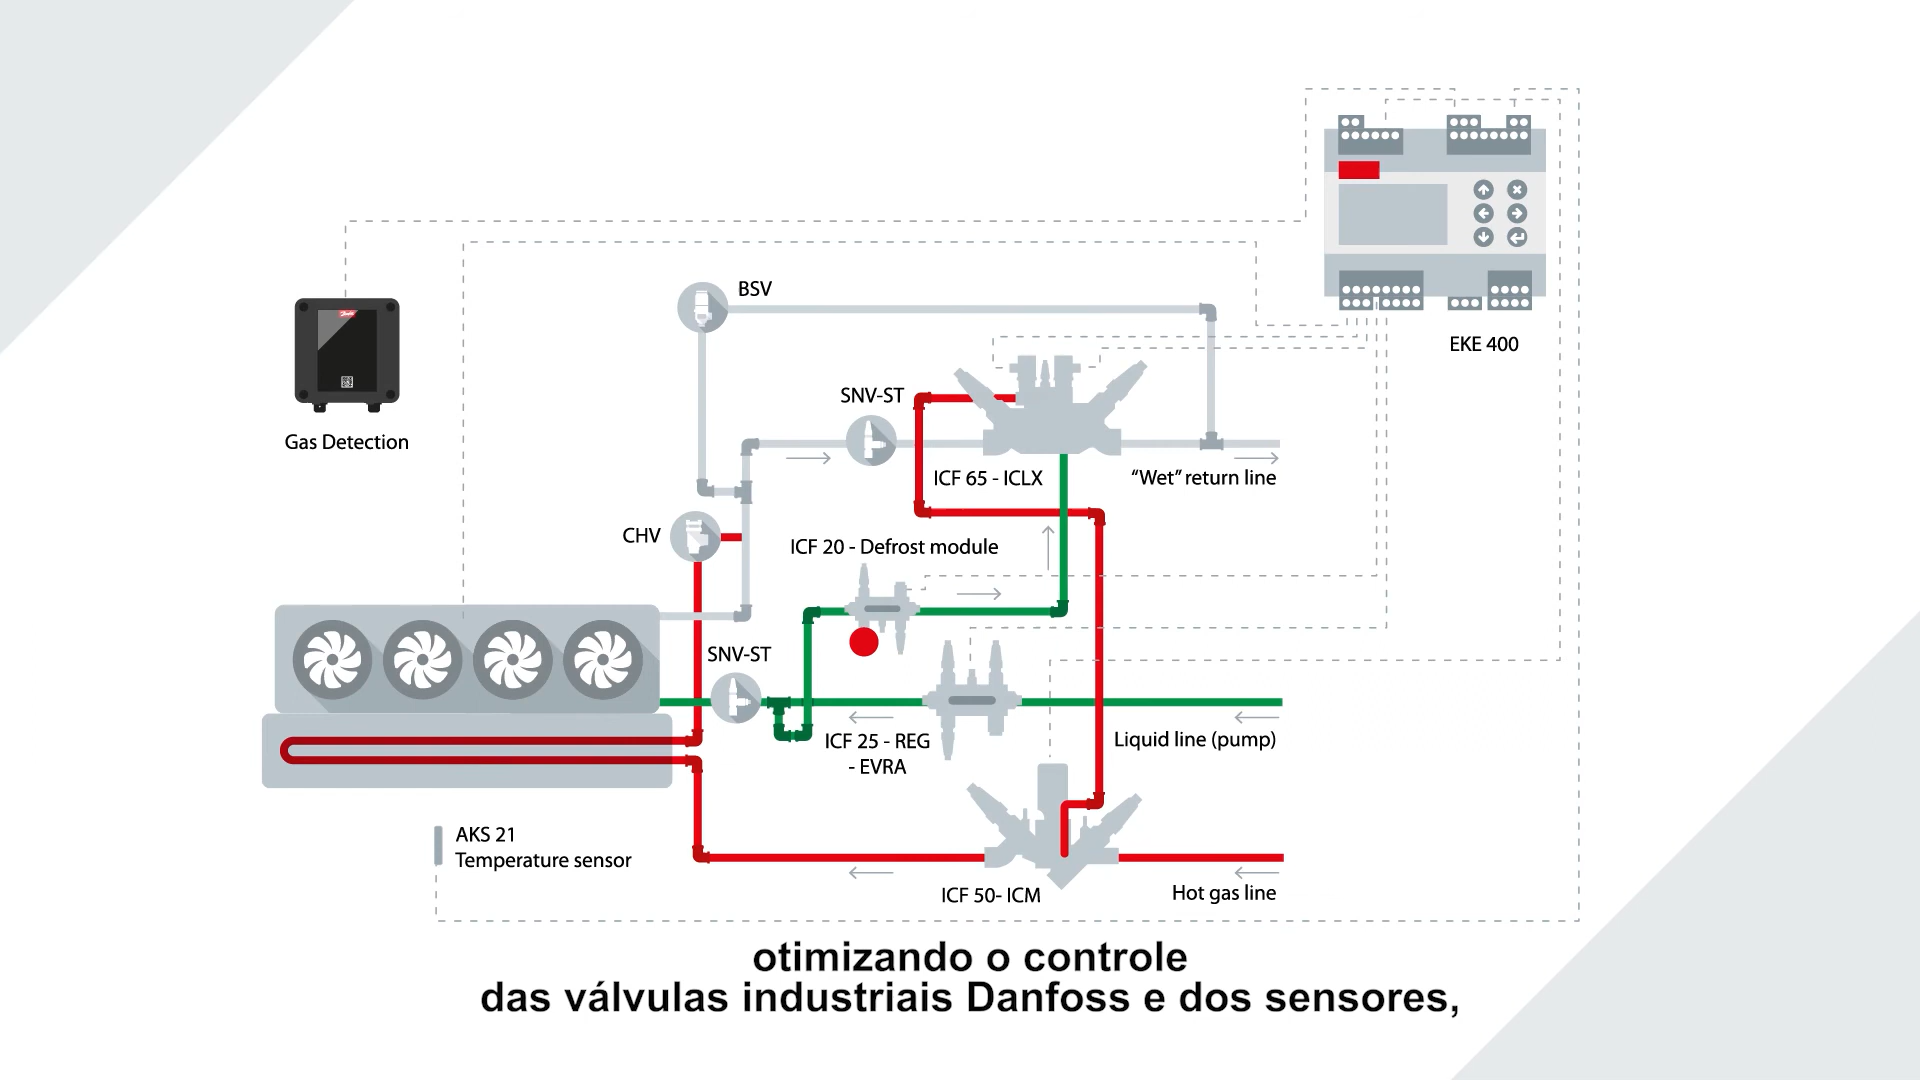 BSV
EKE 400
SNV-ST
Gas Detection
ICF 65 - ICLX
“Wet” return line
CHV
ICF 20 - Defrost module
SNV-ST
ICF 25 - REG
- EVRA
Liquid line (pump)
AKS 21
Temperature sensor
ICF 50- ICM
Hot gas line
otimizando o controle
das válvulas industriais Danfoss e dos sensores,